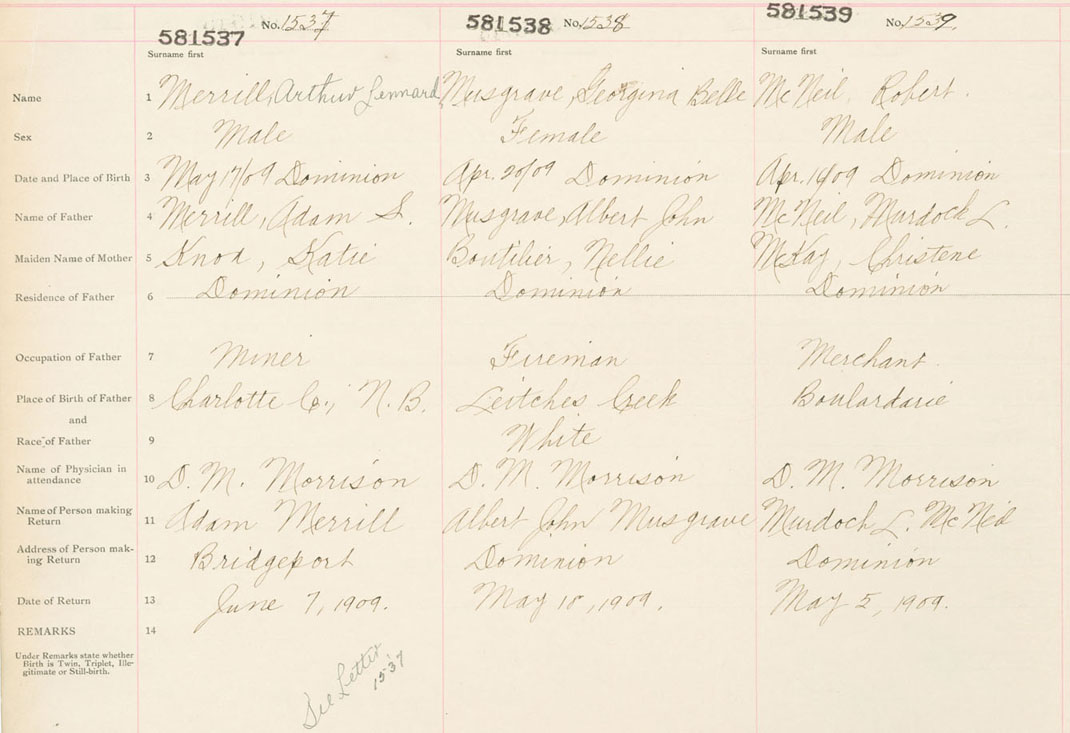 581537 No. 1537 581538 No. 1538 581539 No. 1539
Surname first Surname first Surname first
Name 1 Merrill, Arthur Lennard Musgrave, Georgina Belle McNeil, Robert.
Sex 2 Male Female Male
Date and Place of Birth 3 May 17/09 Dominion Apr. 20/09 Dominion Apr. /09 Dominion
Name of Father 4 Merrill, Adam S. Musgrave, Albert John McNeil, Murdock L.
Maiden Name of Mother 5 Knox, Katie Boutilier, Nellie McKay, Christene
Residence of Father 6 Dominion Dominion Dominion
Occupation of Father 7 Miner Fireman Merchant.
Place of Birth of Father 8 Charlotte Co., N.B. Leitches Creek Boulardarie
and
Race of Father 9 White
Name of Physician in
attendance 10 D. M. Morrison D. M. Morrison D. M. Morrison
Name of Person making
Return 11 Adam Merrill Albert John Musgrave Murdoch L. McNeil
Address of Person mak-
ing Return 12 Bridgeport Dominion Dominion
Date of Return 13 June 7, 1909. May 18, 1909. May 5, 1909.
REMARKS 14
Under Remarks state whether
Birth is Twin, Triplet, Ille-
gitimate or Still-birth.
See Letter
1537